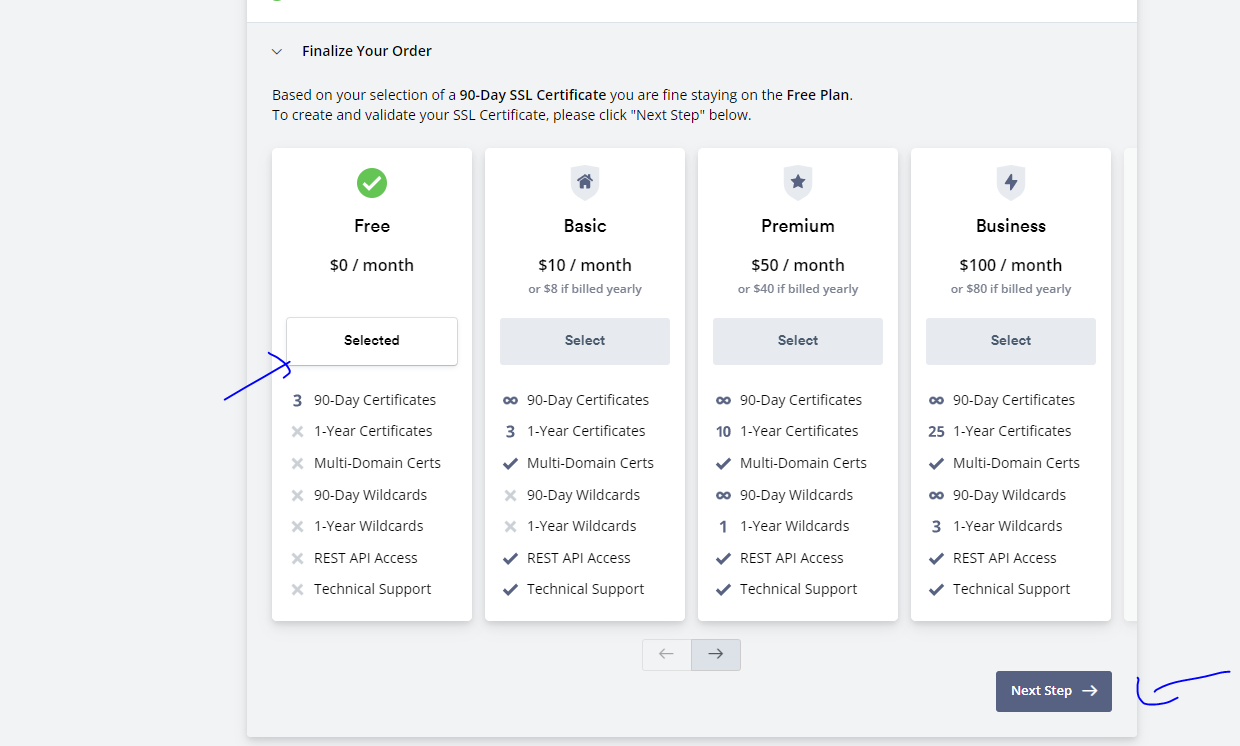 Finalize Your Order
Based on your selection of a 90-Day SSL Certificate you are fine staying on the Free Plan.
To create and validate your SSL Certificate, please click "Next Step" below.
Free
$0 / month
Selected
3 90-Day Certificates
1-Year Certificates
Multi-Domain Certs
90-Day Wildcards
1-Year Wildcards
REST API Access
Technical Support
Basic
$10 / month
or $8 if billed yearly
Select
∞ 90-Day Certificates
3 1-Year Certificates
Multi-Domain Certs
90-Day Wildcards
1-Year Wildcards
REST API Access
Technical Support
Premium
$50 / month
or $40 if billed yearly
Select
∞ 90-Day Certificates
10 1-Year Certificates
Multi-Domain Certs
∞ 90-Day Wildcards
1 1-Year Wildcards
REST API Access
Technical Support
Business
$100 / month
or $80 if billed yearly
Select
∞ 90-Day Certificates
25 1-Year Certificates
Multi-Domain Certs
∞ 90-Day Wildcards
3 1-Year Wildcards
REST API Access
Technical Support
Next Step →